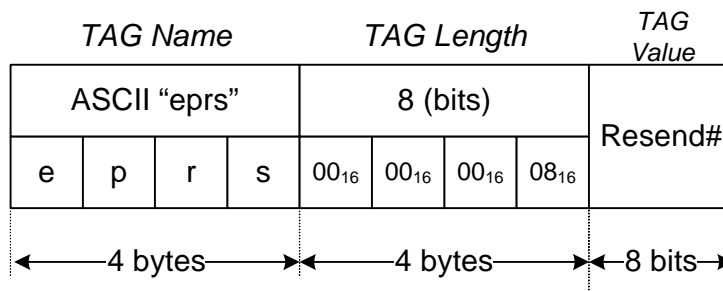 TAG Name TAG Length TAG
Value
ASCII “eprs” 8 (bits) Resend#
e p r s 00₁₆ 00₁₆ 00₁₆ 08₁₆
4 bytes 4 bytes 8 bits